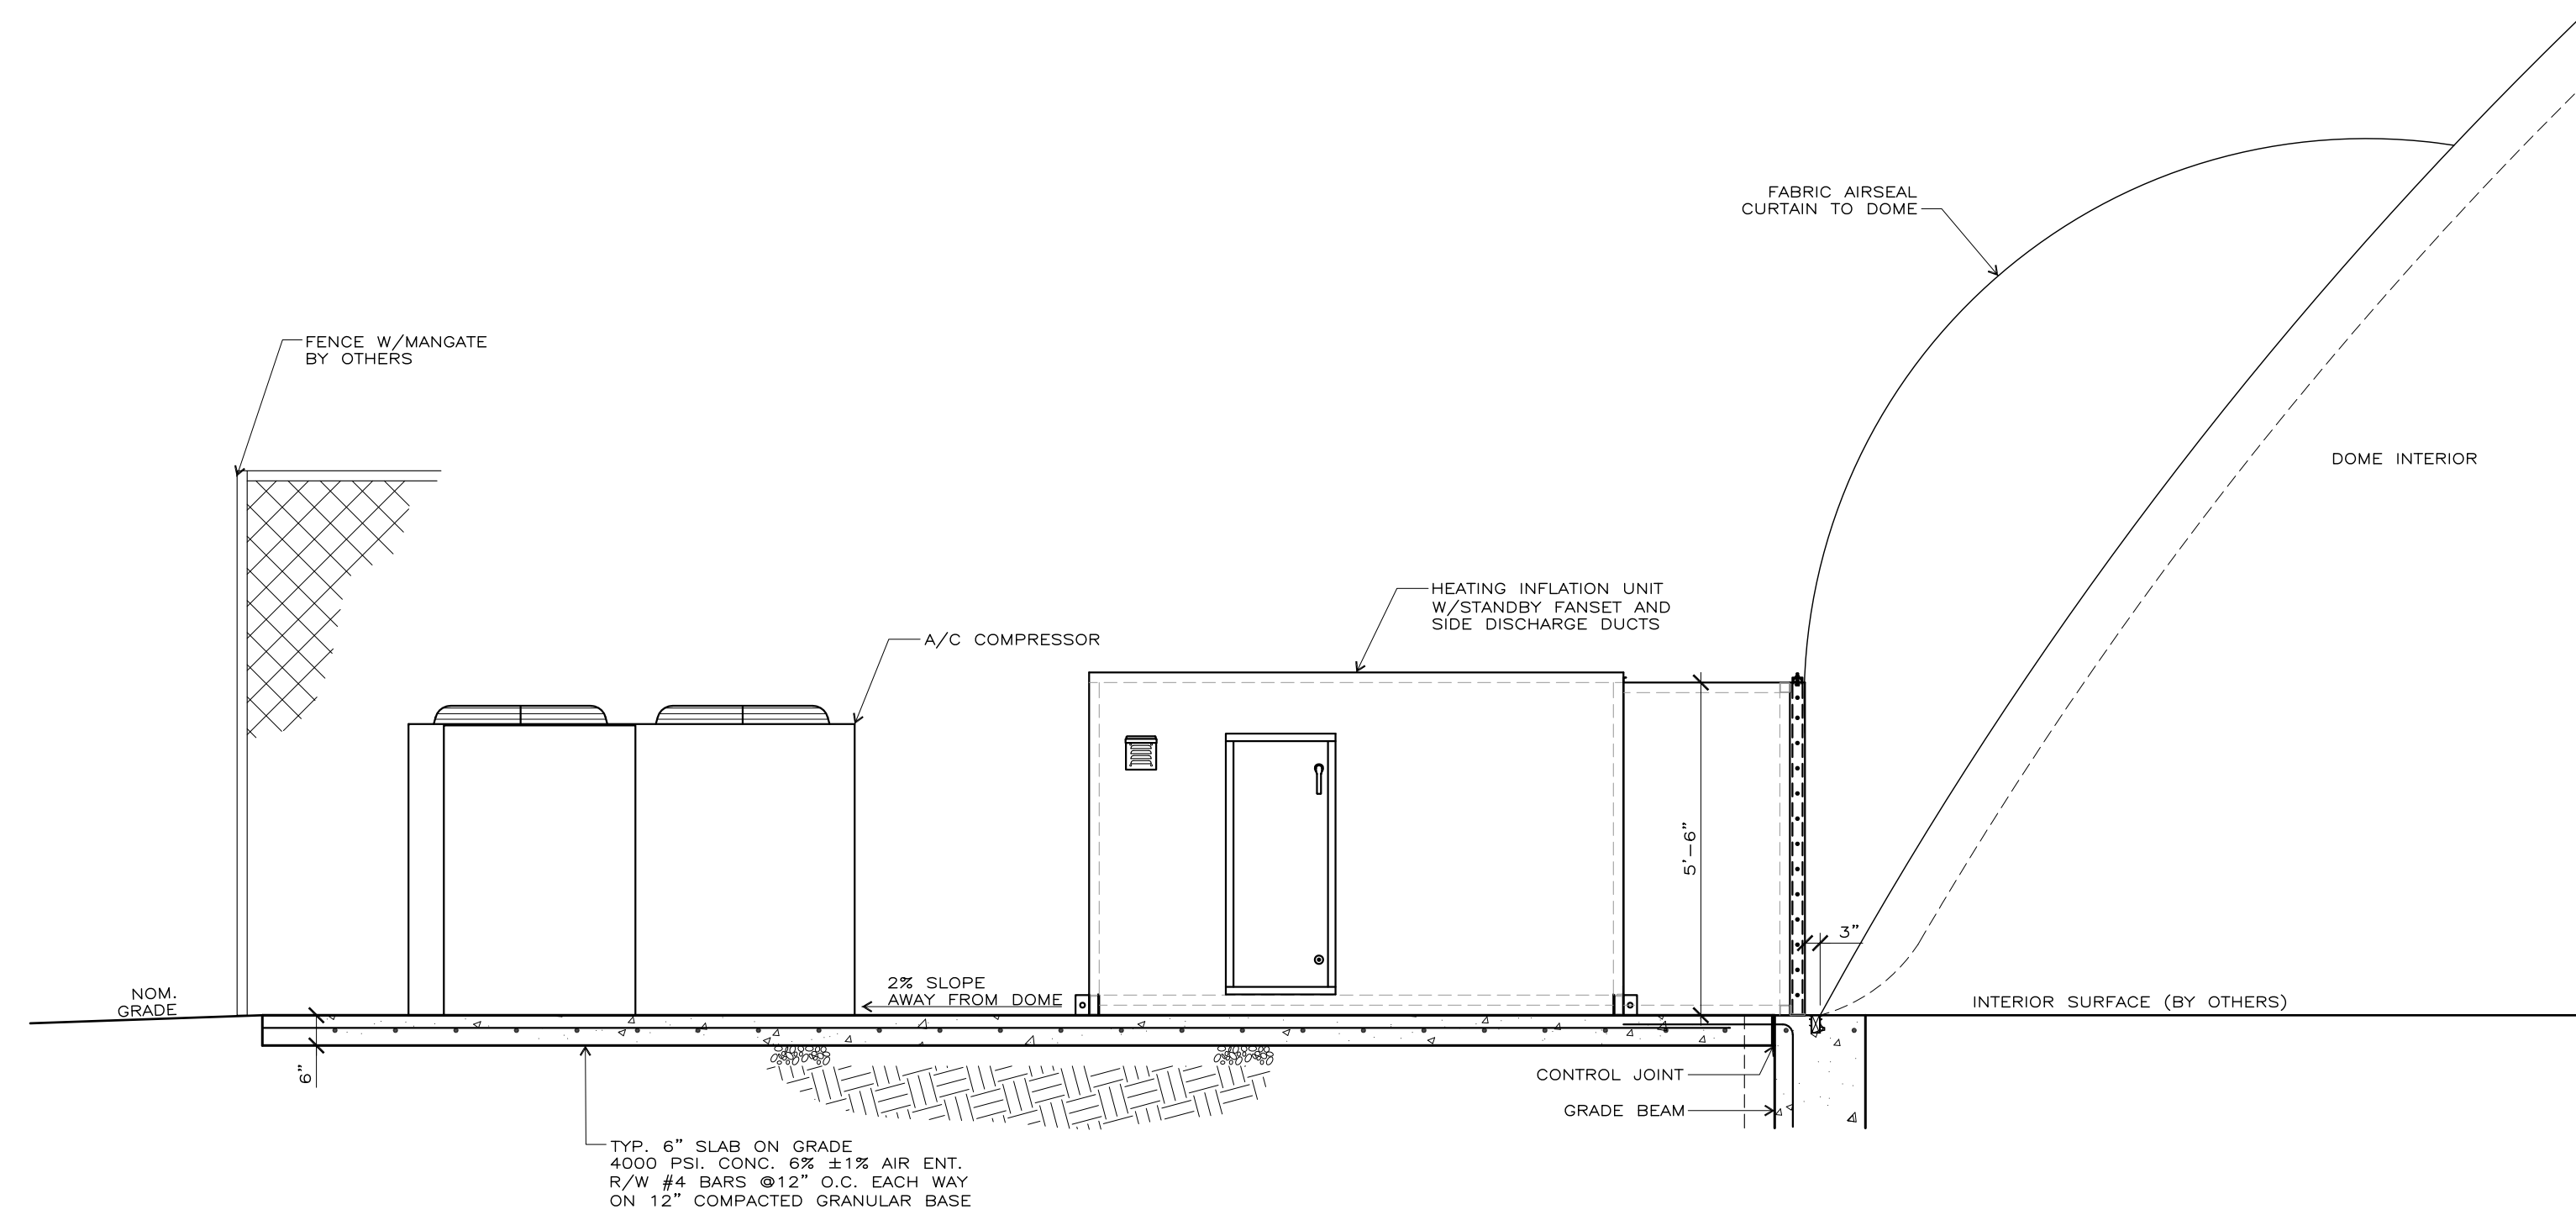 FABRIC AIRSEAL
CURTAIN TO DOME
FENCE W/MANGATE
BY OTHERS
DOME INTERIOR
HEATING INFLATION UNIT
W/STANDBY FANSET AND
SIDE DISCHARGE DUCTS
A/C COMPRESSOR
5'-6"
3"
2% SLOPE
AWAY FROM DOME
NOM.
GRADE
INTERIOR SURFACE (BY OTHERS)
6"
CONTROL JOINT
GRADE BEAM
TYP. 6" SLAB ON GRADE
4000 PSI. CONC. 6% ±1% AIR ENT.
R/W #4 BARS @12" O.C. EACH WAY
ON 12" COMPACTED GRANULAR BASE